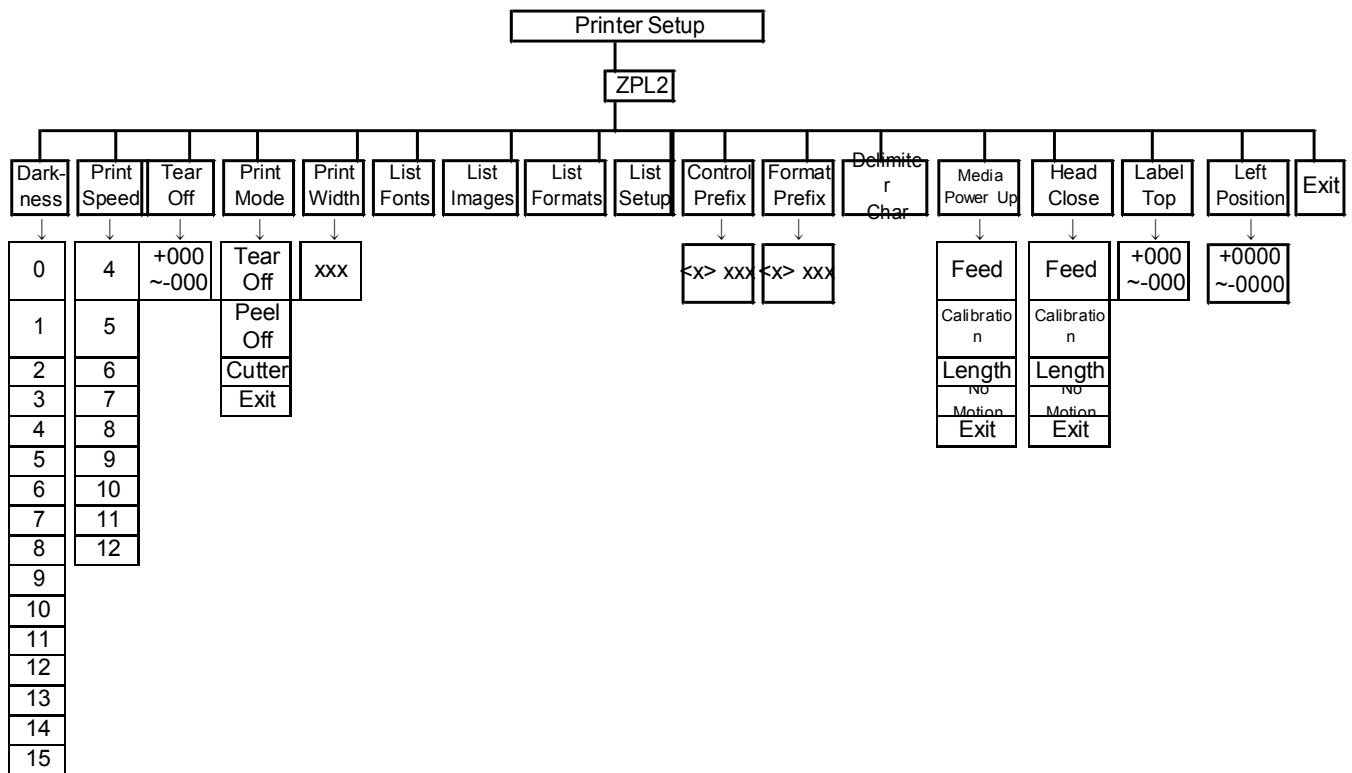 Printer Setup
ZPL2
Dark-
ness
Print
Speed
Tear
Off
Print
Mode
Print
Width
List
Fonts
List
Images
List
Formats
List
Setup
Control
Prefix
Format
Prefix
Delimite
r
Char
Media
Power Up
Head
Close
Label
Top
Left
Position
Exit
↓ ↓ ↓ ↓ ↓ ↓ ↓ ↓ ↓ ↓ ↓
0
1
2
3
4
5
6
7
8
9
10
11
12
13
14
15
4
5
6
7
8
9
10
11
12
+000
~-000
Tear
Off
Peel
Off
Cutter
Exit
xxx
<x> xxx
<x> xxx
Feed
Calibratio
n
Length
No
Motion
Exit
Feed
Calibratio
n
Length
No
Motion
Exit
+000
~-000
+0000
~-0000